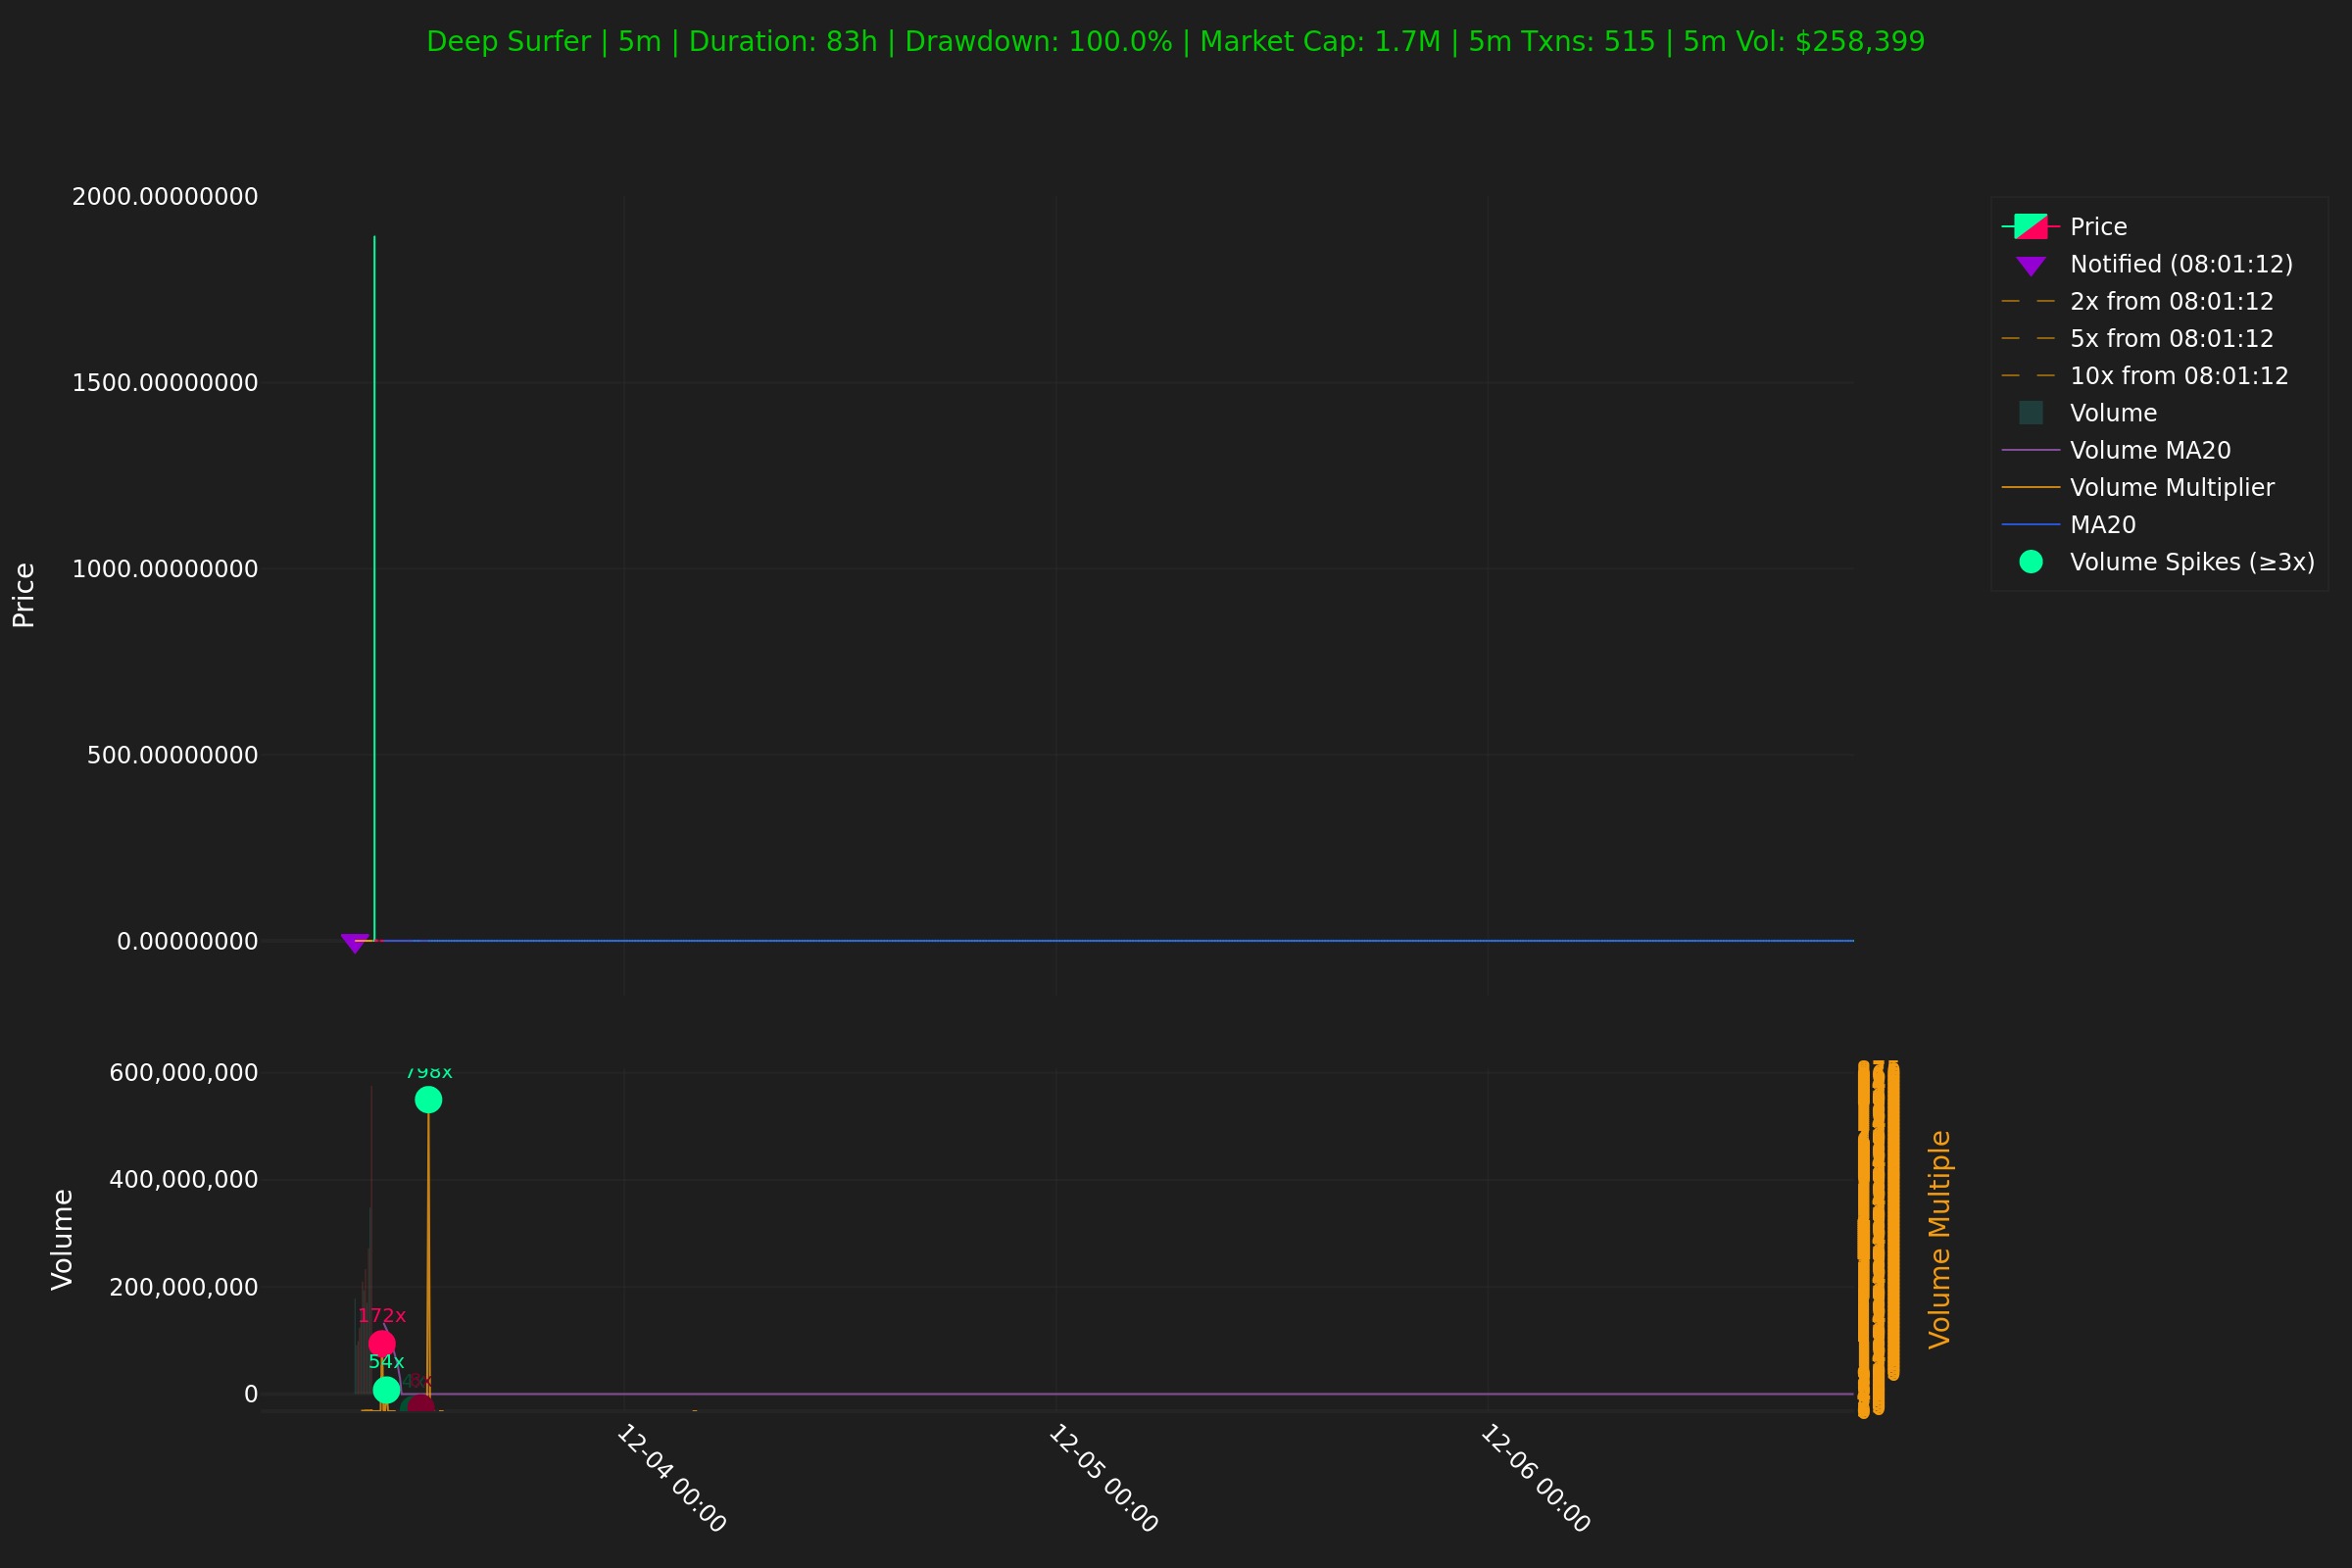 Deep Surfer | 5m | Duration: 83h | Drawdown: 100.0% | Market Cap: 1.7M | 5m Txns: 515 | 5m Vol: $258,399
2000.00000000
1500.00000000
1000.00000000
500.00000000
0.00000000
Price
Price
Notified (08:01:12)
2x from 08:01:12
5x from 08:01:12
10x from 08:01:12
Volume
Volume MA20
Volume Multiplier
MA20
Volume Spikes (≥3x)
600,000,000
400,000,000
200,000,000
0
Volume
798x
172x
54x
Volume Multiple
12-04 00:00
12-05 00:00
12-06 00:00